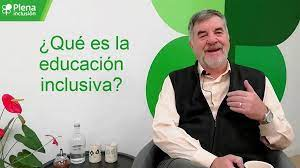 Plena
inclusión
¿Qué es la
educación
inclusiva?